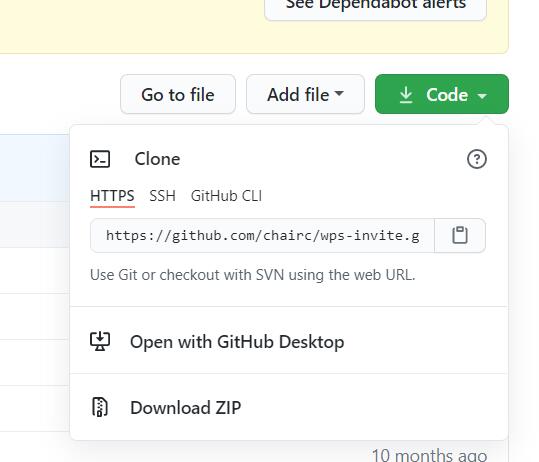 See Dependabot alerts
Go to file Add file Code
Clone
HTTPS SSH GitHub CLI
https://github.com/chairc/wps-invite.g
Use Git or checkout with SVN using the web URL.
Open with GitHub Desktop
Download ZIP
10 months ago